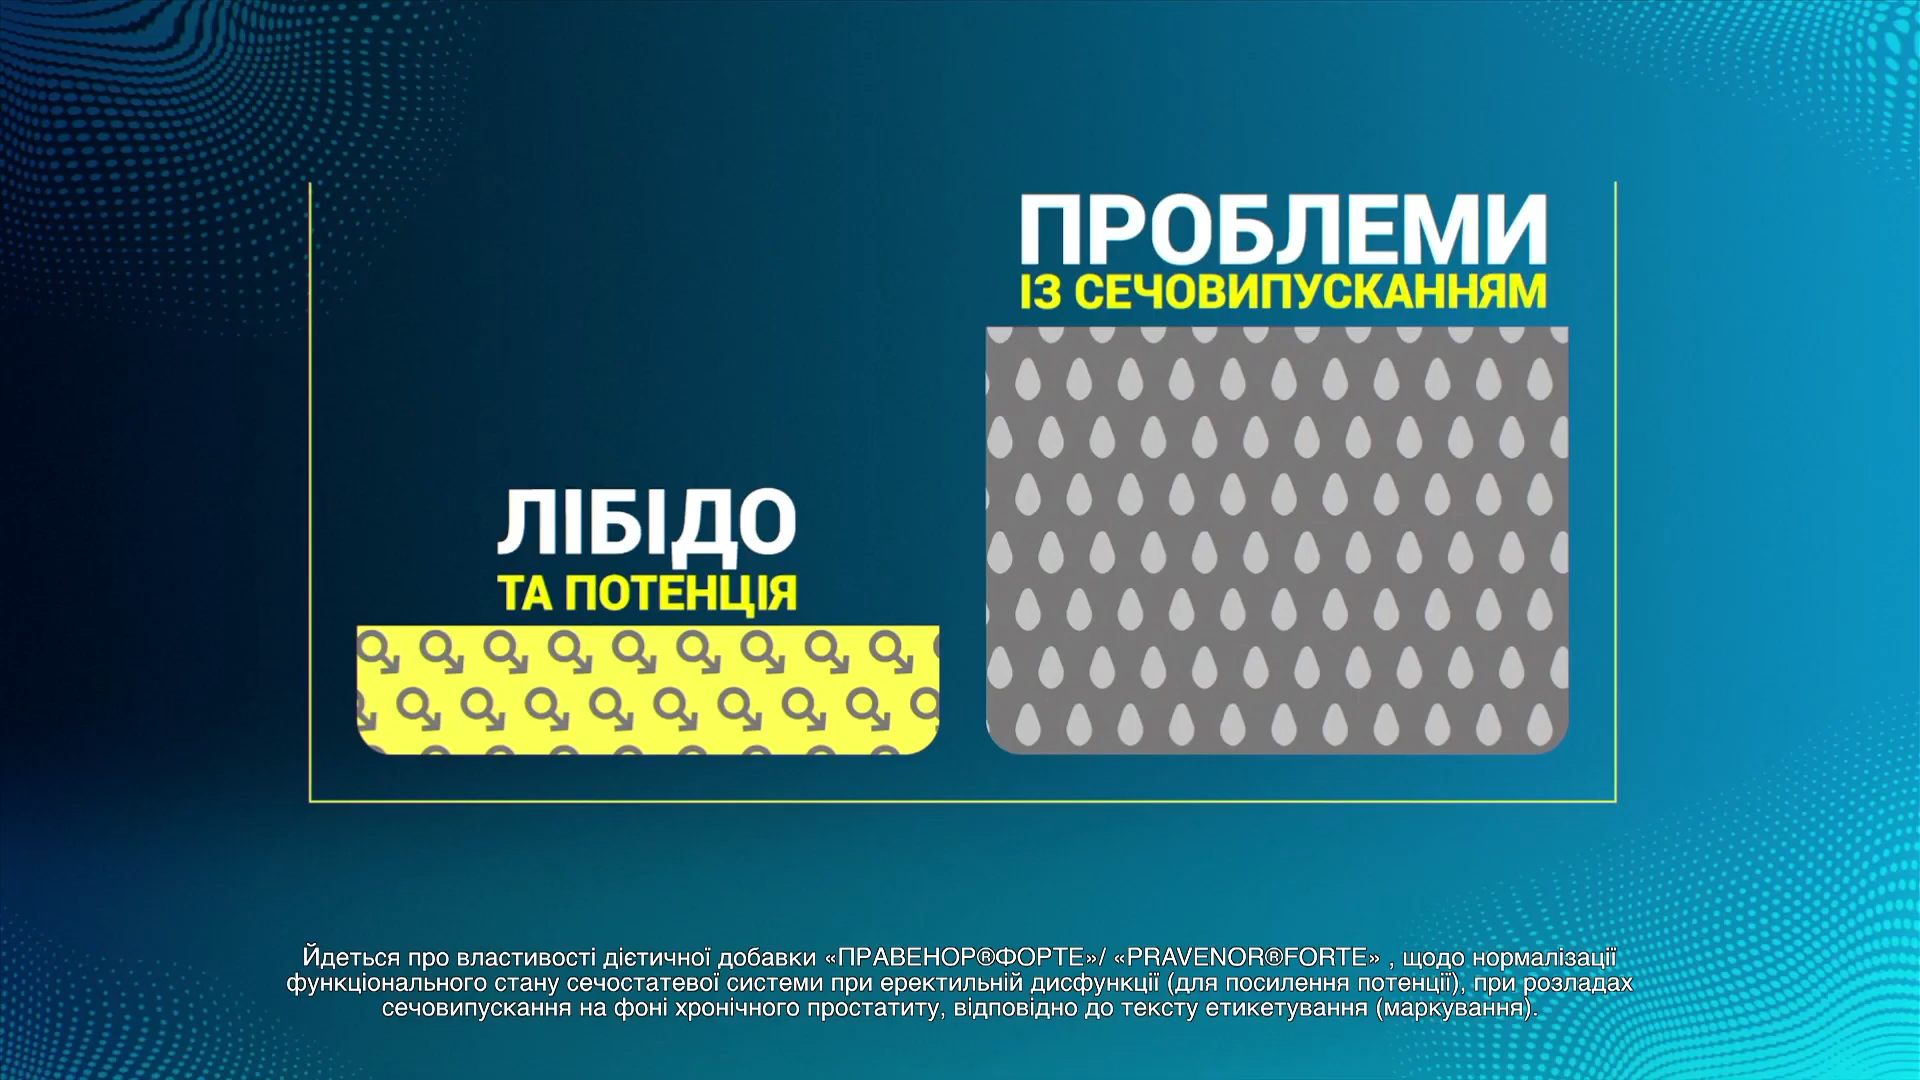 ПРОБЛЕМИ
ІЗ СЕЧОВИПУСКАННЯМ
ЛІБІДО
ТА ПОТЕНЦІЯ
Йдеться про властивості дієтичної добавки «ПРАВЕНОР®ФОРТЕ»/ «PRAVENOR®FORTE» , щодо нормалізації
функціонального стану сечостатевої системи при еректильній дисфункції (для посилення потенції), при розладах
сечовипускання на фоні хронічного простатиту, відповідно до тексту етикетування (маркування).